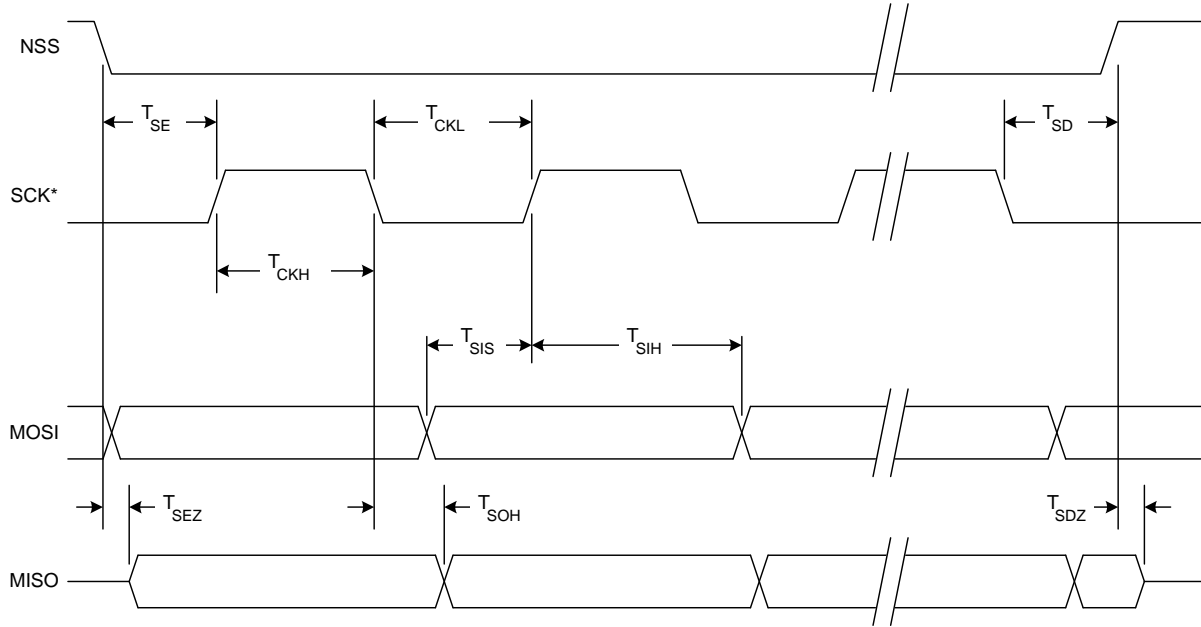 NSS
T_SE
T_CKL
T_SD
SCK*
T_CKH
T_SIS
T_SIH
MOSI
T_SEZ
T_SOH
T_SDZ
MISO